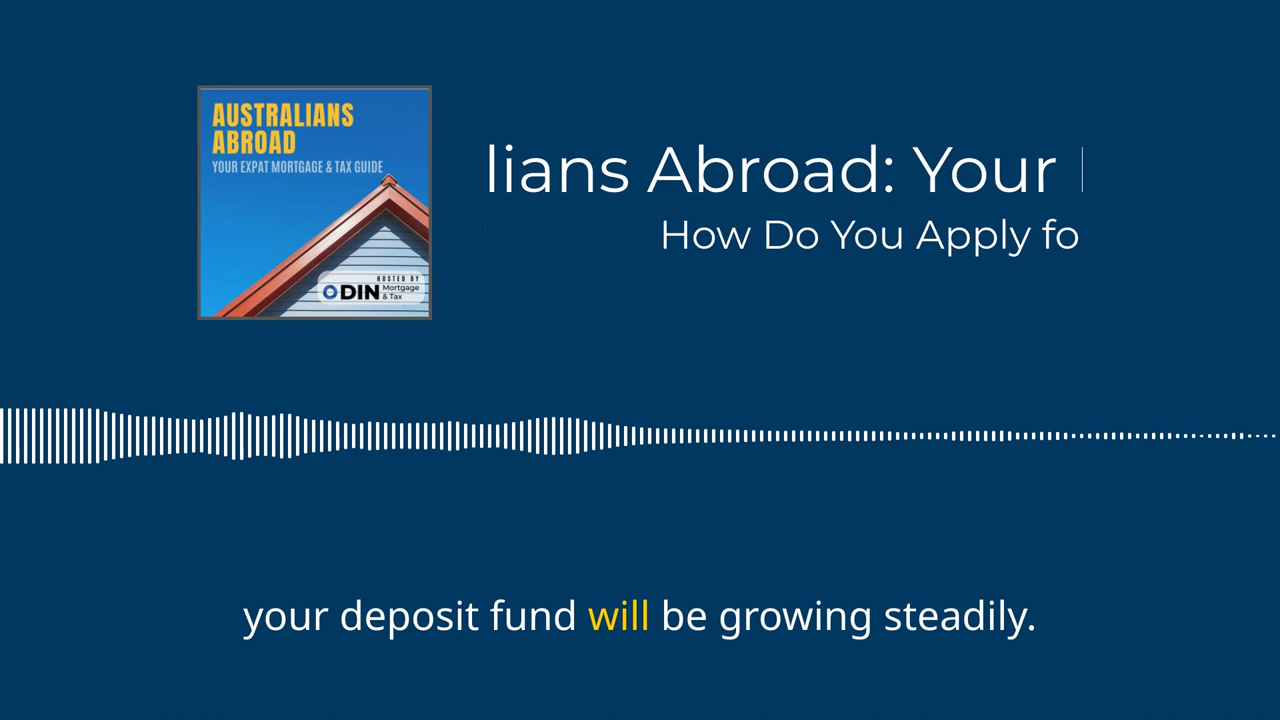 AUSTRALIANS
ABROAD
YOUR EXPAT MORTGAGE & TAX GUIDE
HOSTED BY
ODIN Mortgage
& Tax
lians Abroad: Your
How Do You Apply fo
your deposit fund will be growing steadily.